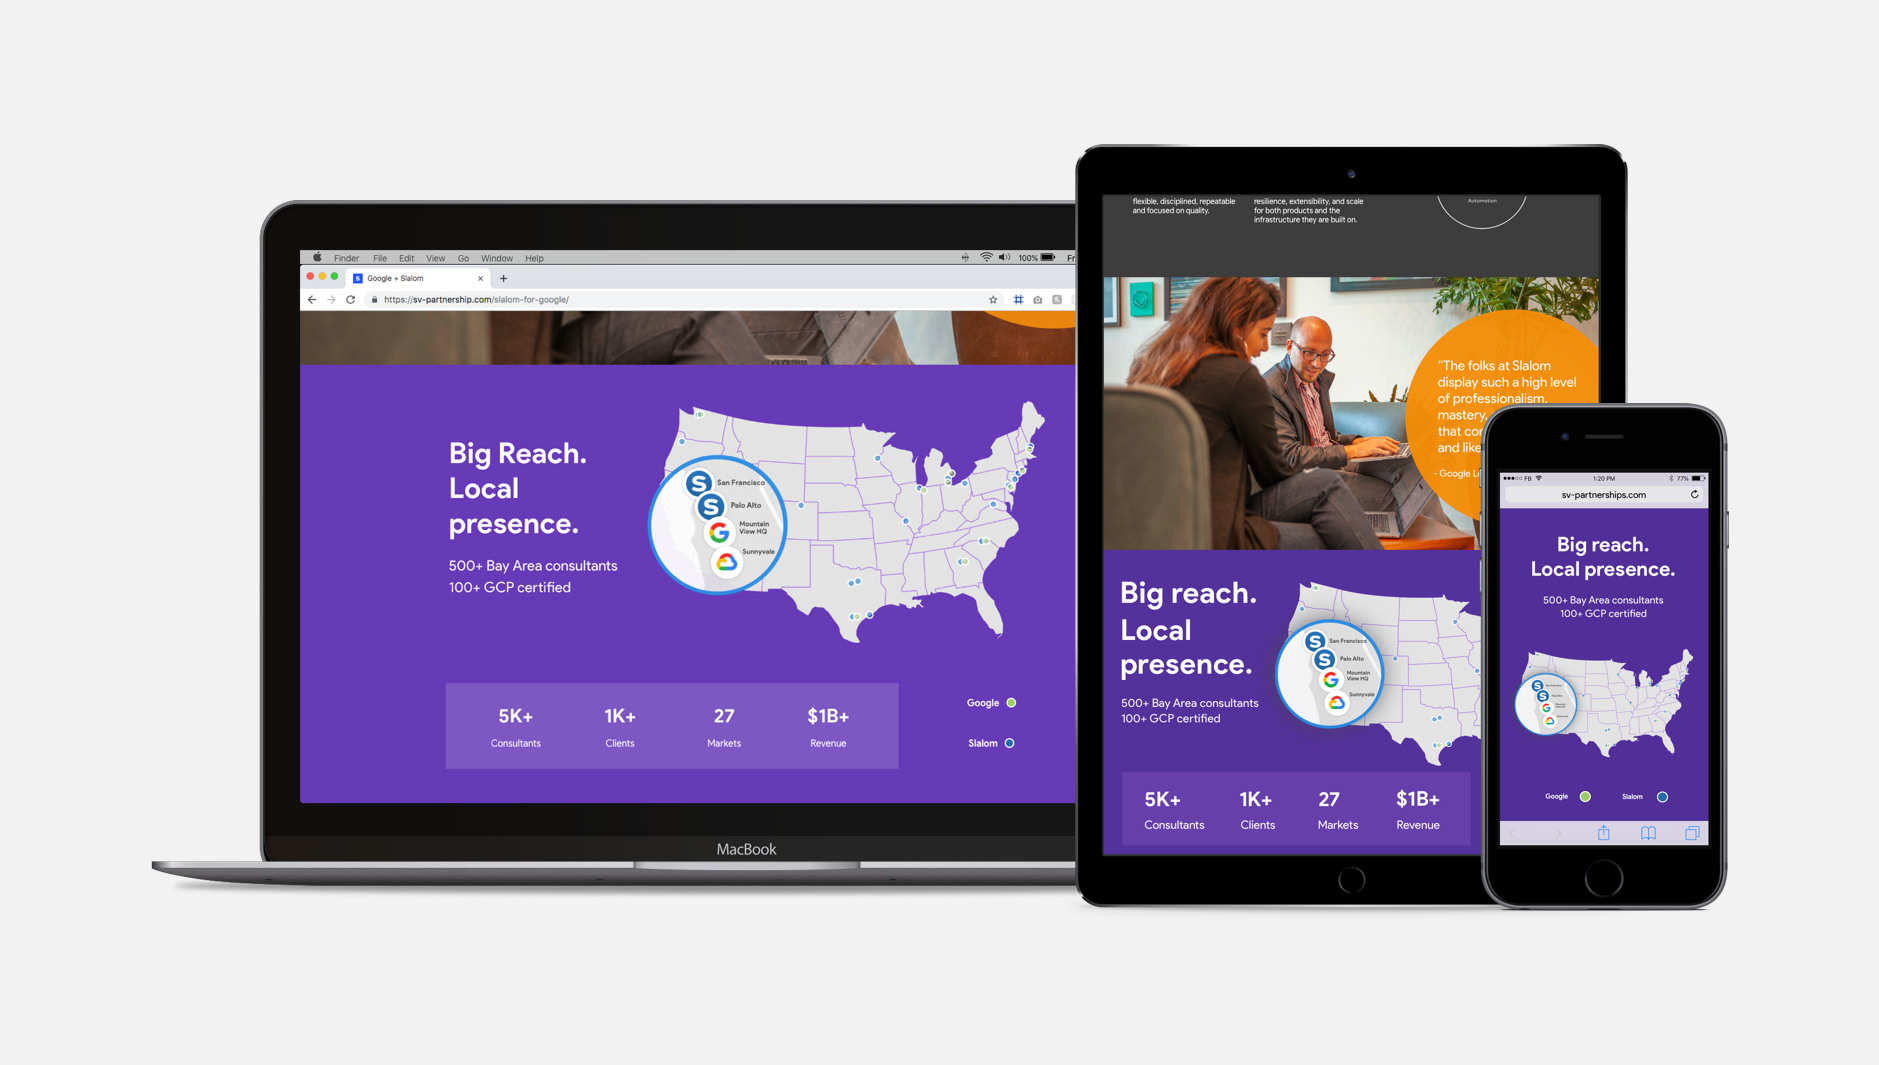 Finder File Edit View Go Window Help
100%
Google + Slalom
https://sv-partnership.com/slalom-for-google/
Big Reach.
Local
presence.
500+ Bay Area consultants
100+ GCP certified
San Francisco
Palo Alto
Mountain
View HQ
Sunnyvale
5K+ 1K+ 27 $1B+
Consultants Clients Markets Revenue
Google
Slalom
MacBook
flexible, disciplined, repeatable
and focused on quality.
resilience, extensibility, and scale
for both products and the
infrastructure they are built on.
Automation
“The folks at Slalom
display such a high level
of professionalism,
mastery,
that
and like
- Google
Big reach.
Local
presence.
500+ Bay Area consultants
100+ GCP certified
San Francisco
Palo Alto
Mountain
View HQ
Sunnyvale
5K+ 1K+ 27 $1B+
Consultants Clients Markets Revenue
FB 1:20 PM 77%
sv-partnerships.com
Big reach.
Local presence.
500+ Bay Area consultants
100+ GCP certified
Google Slalom